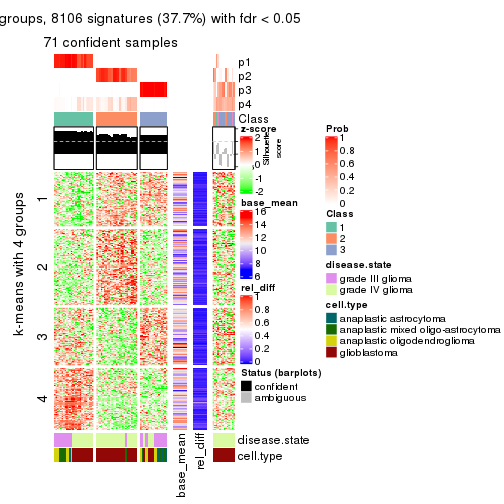 groups, 8106 signatures (37.7%) with fdr < 0.05
71 confident samples
p1
p2
p3
p4
Class
z-score
2
1
0
-1
-2
Silhouette
score
base_mean
16
14
12
10
8
6
rel_diff
1
0.8
0.6
0.4
0.2
0
Status (barplots)
confident
ambiguous
Prob
1
0.8
0.6
0.4
0.2
0
Class
1
2
3
disease.state
grade III glioma
grade IV glioma
cell.type
anaplastic astrocytoma
anaplastic mixed oligo-astrocytoma
anaplastic oligodendroglioma
glioblastoma
k-means with 4 groups
1
2
3
4
disease.state
cell.type
base_mean
rel_diff